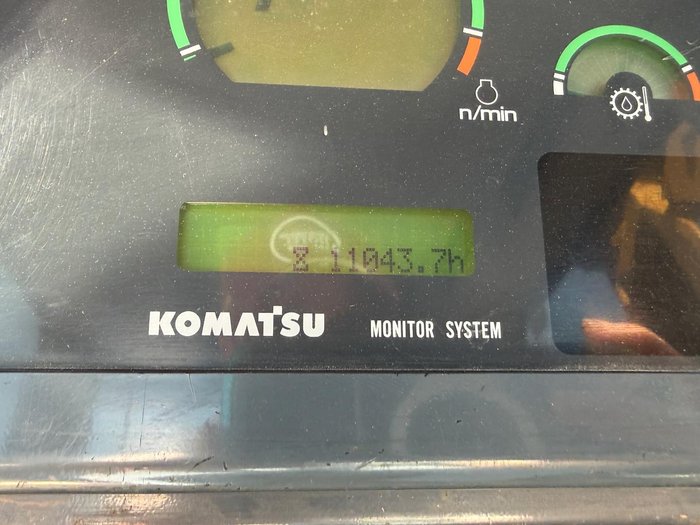 n/min
11043.7h
KOMATSU
MONITOR SYSTEM